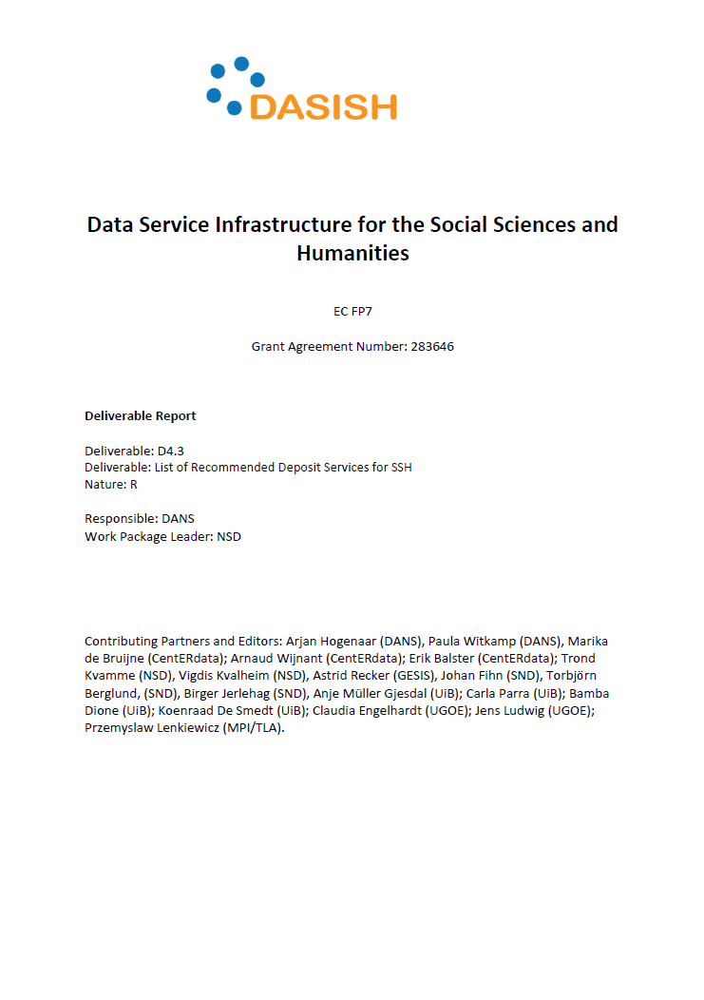 DASISH
Data Service Infrastructure for the Social Sciences and
Humanities
EC FP7
Grant Agreement Number: 283646
Deliverable Report
Deliverable: D4.3
Deliverable: List of Recommended Deposit Services for SSH
Nature: R
Responsible: DANS
Work Package Leader: NSD
Contributing Partners and Editors: Arjan Hogenaar (DANS), Paula Witkamp (DANS), Marika
de Bruijne (CentERdata); Arnaud Wijnant (CentERdata); Erik Balster (CentERdata); Trond
Kvamme (NSD), Vigdis Kvalheim (NSD), Astrid Recker (GESIS), Johan Fihn (SND), Torbjörn
Berglund, (SND), Birger Jerlehag (SND), Anje Müller Gjesdal (UiB); Carla Parra (UiB); Bamba
Dione (UiB); Koenraad De Smedt (UiB); Claudia Engelhardt (UGOE); Jens Ludwig (UGOE);
Przemyslaw Lenkiewicz (MPI/TLA).